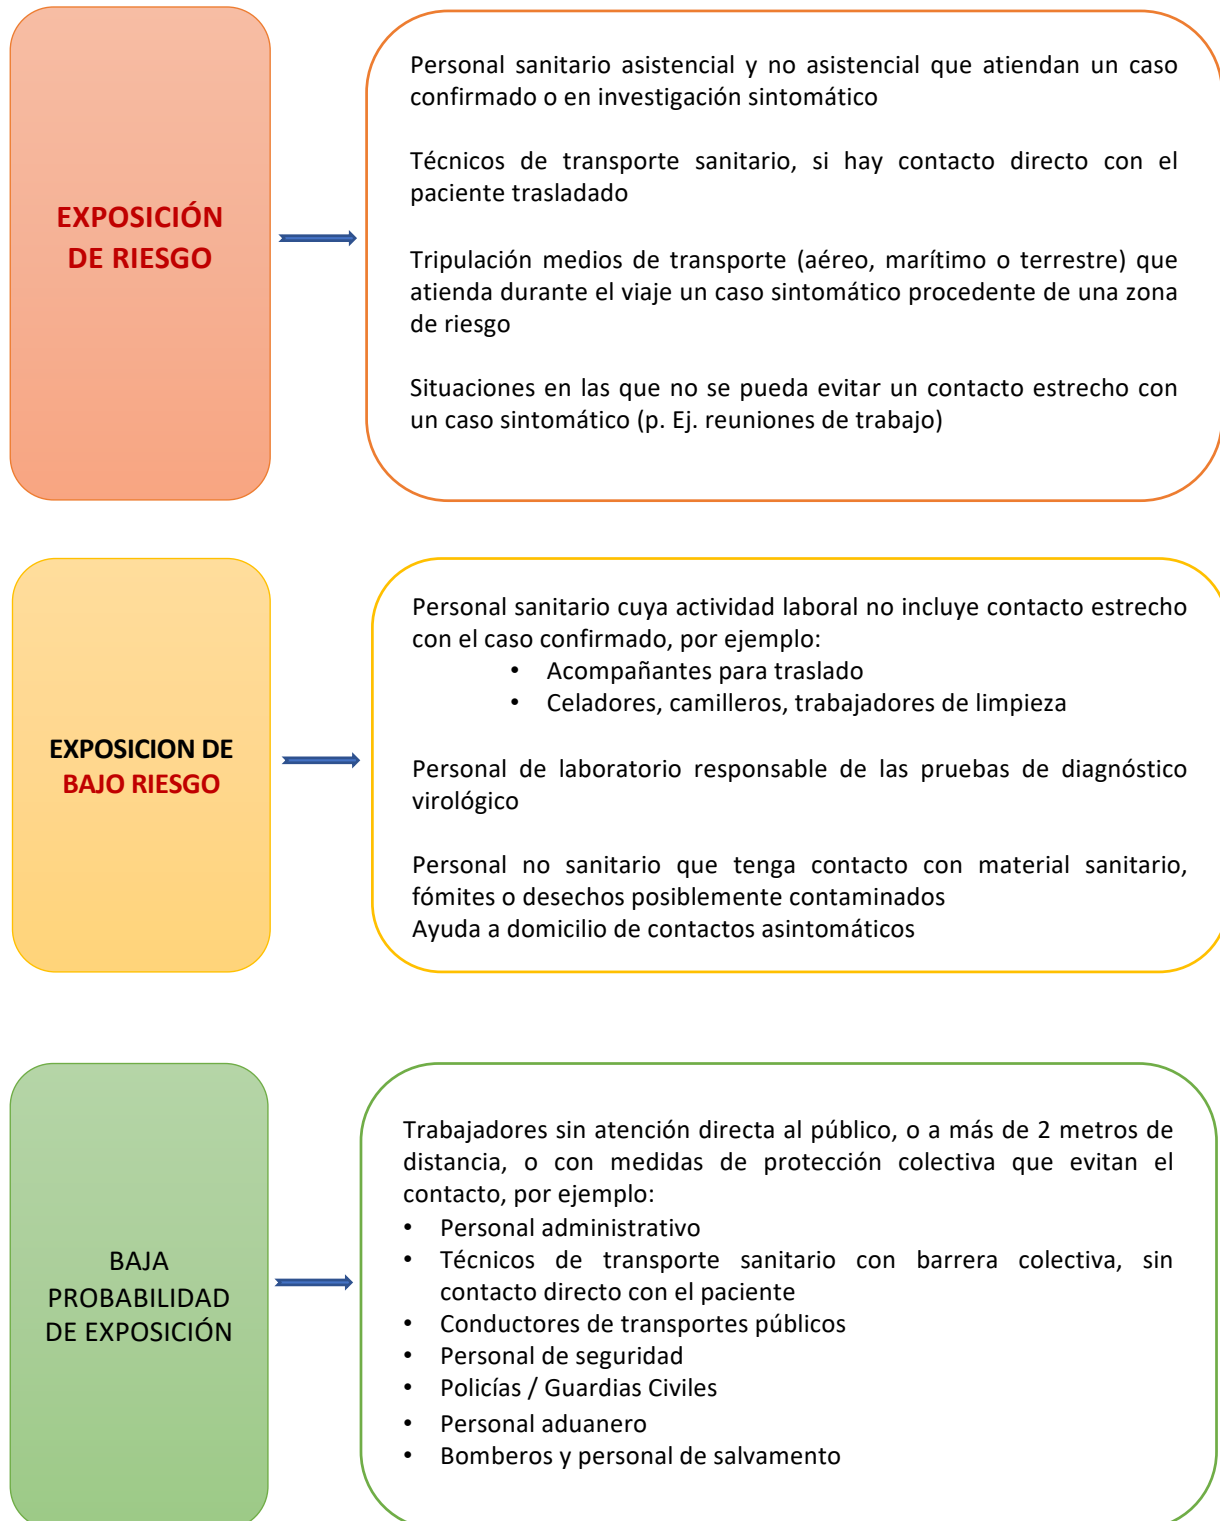 EXPOSICIÓN
DE RIESGO
Personal sanitario asistencial y no asistencial que atiendan un caso
confirmado o en investigación sintomático
Técnicos de transporte sanitario, si hay contacto directo con el
paciente trasladado
Tripulación medios de transporte (aéreo, marítimo o terrestre) que
atienda durante el viaje un caso sintomático procedente de una zona
de riesgo
Situaciones en las que no se pueda evitar un contacto estrecho con
un caso sintomático (p. Ej. reuniones de trabajo)
EXPOSICION DE
BAJO RIESGO
Personal sanitario cuya actividad laboral no incluye contacto estrecho
con el caso confirmado, por ejemplo:
• Acompañantes para traslado
• Celadores, camilleros, trabajadores de limpieza
Personal de laboratorio responsable de las pruebas de diagnóstico
virológico
Personal no sanitario que tenga contacto con material sanitario,
fómites o desechos posiblemente contaminados
Ayuda a domicilio de contactos asintomáticos
BAJA
PROBABILIDAD
DE EXPOSICIÓN
Trabajadores sin atención directa al público, o a más de 2 metros de
distancia, o con medidas de protección colectiva que evitan el
contacto, por ejemplo:
• Personal administrativo
• Técnicos de transporte sanitario con barrera colectiva, sin
contacto directo con el paciente
• Conductores de transportes públicos
• Personal de seguridad
• Policías / Guardias Civiles
• Personal aduanero
• Bomberos y personal de salvamento